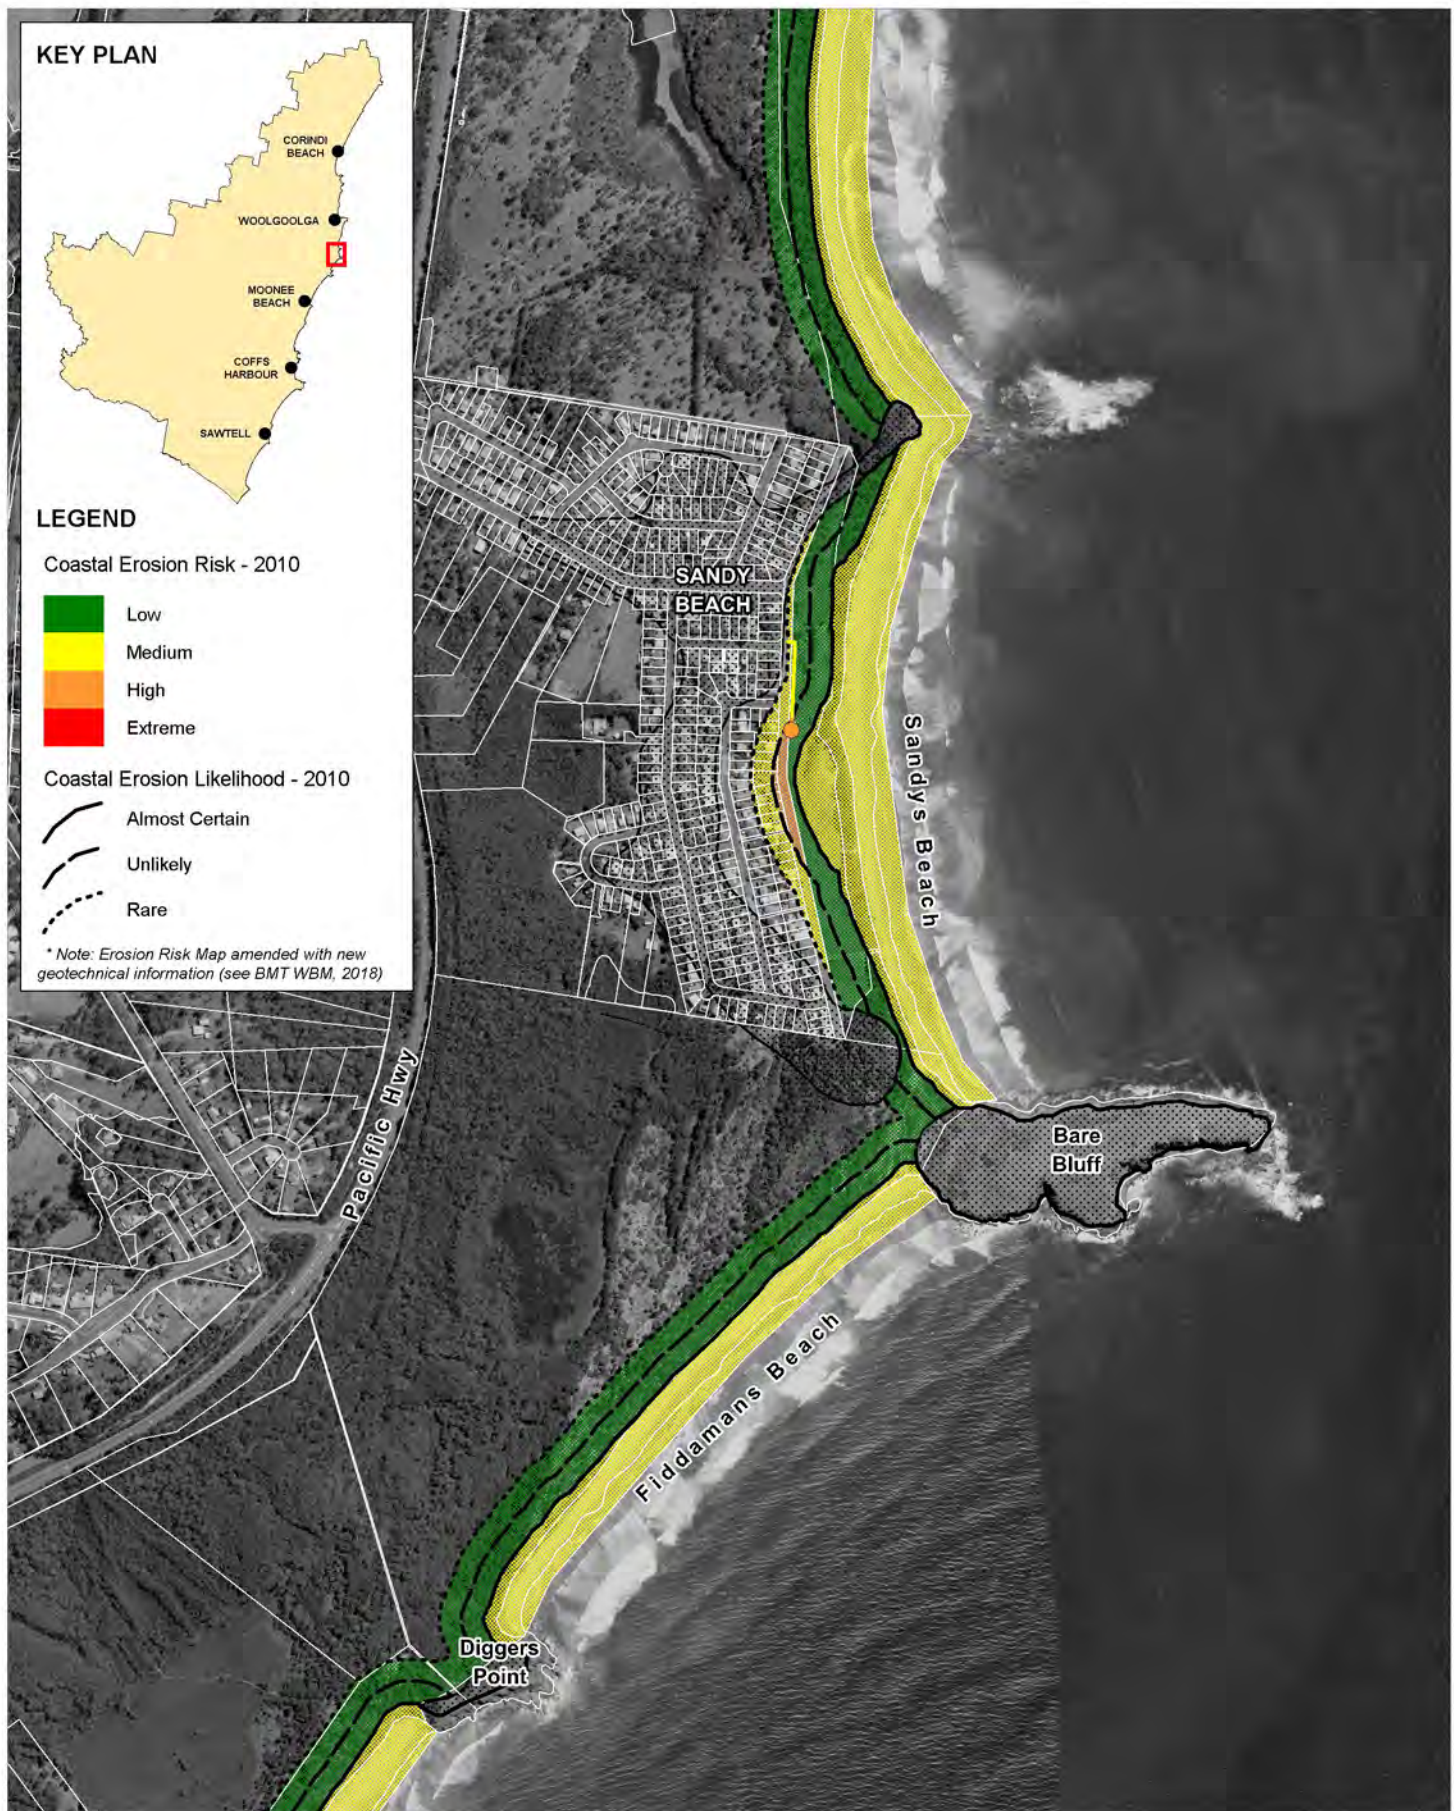 KEY PLAN
CORINDI
BEACH
WOOLGOOLGA
MOONEE
BEACH
COFFS
HARBOUR
SAWTELL
LEGEND
Coastal Erosion Risk - 2010
Low
Medium
High
Extreme
Coastal Erosion Likelihood - 2010
Almost Certain
Unlikely
Rare
* Note: Erosion Risk Map amended with new
geotechnical information (see BMT WBM, 2018)
SANDY
BEACH
Sandys Beach
Pacific Hwy
Bare
Bluff
Fiddamans Beach
Diggers
Point